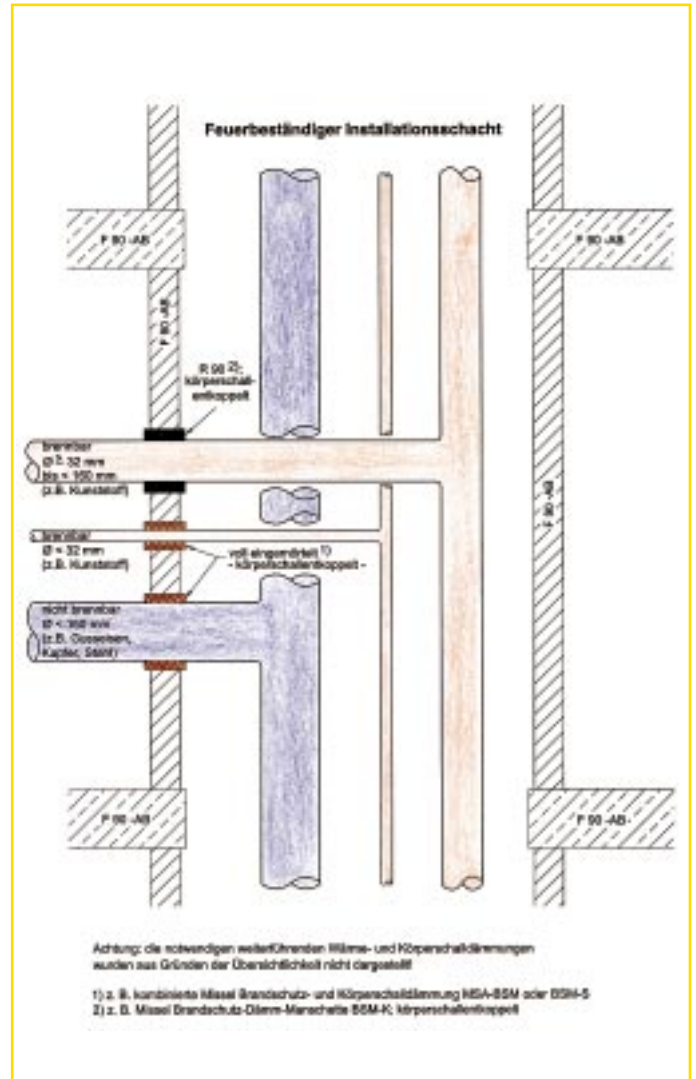 Feuerbeständiger Installationsschacht
F 90 -AB
F 90 -AB
F 90 -AB
R 90 2);
körperschall-
entkoppelt
brennbar
Ø > 32 mm
bis < 160 mm
(z.B. Kunststoff)
F 90 -AB
brennbar
Ø < 32 mm
(z.B. Kunststoff)
voll eingemörtelt 1)
- körperschallentkoppelt -
nicht brennbar
Ø < 160 mm
(z.B. Gusseisen,
Kupfer, Stahl)
F 90 -AB
F 90 -AB
Achtung: die notwendigen weiterführenden Wärme- und Körperschalldämmungen
wurden aus Gründen der Übersichtlichkeit nicht dargestellt!
1) z. B. kombinierte Missel Brandschutz- und Körperschalldämmung MSA-BSM oder BSM-S
2) z. B. Missel Brandschutz-Dämm-Manschette BSM-K; körperschallentkoppelt